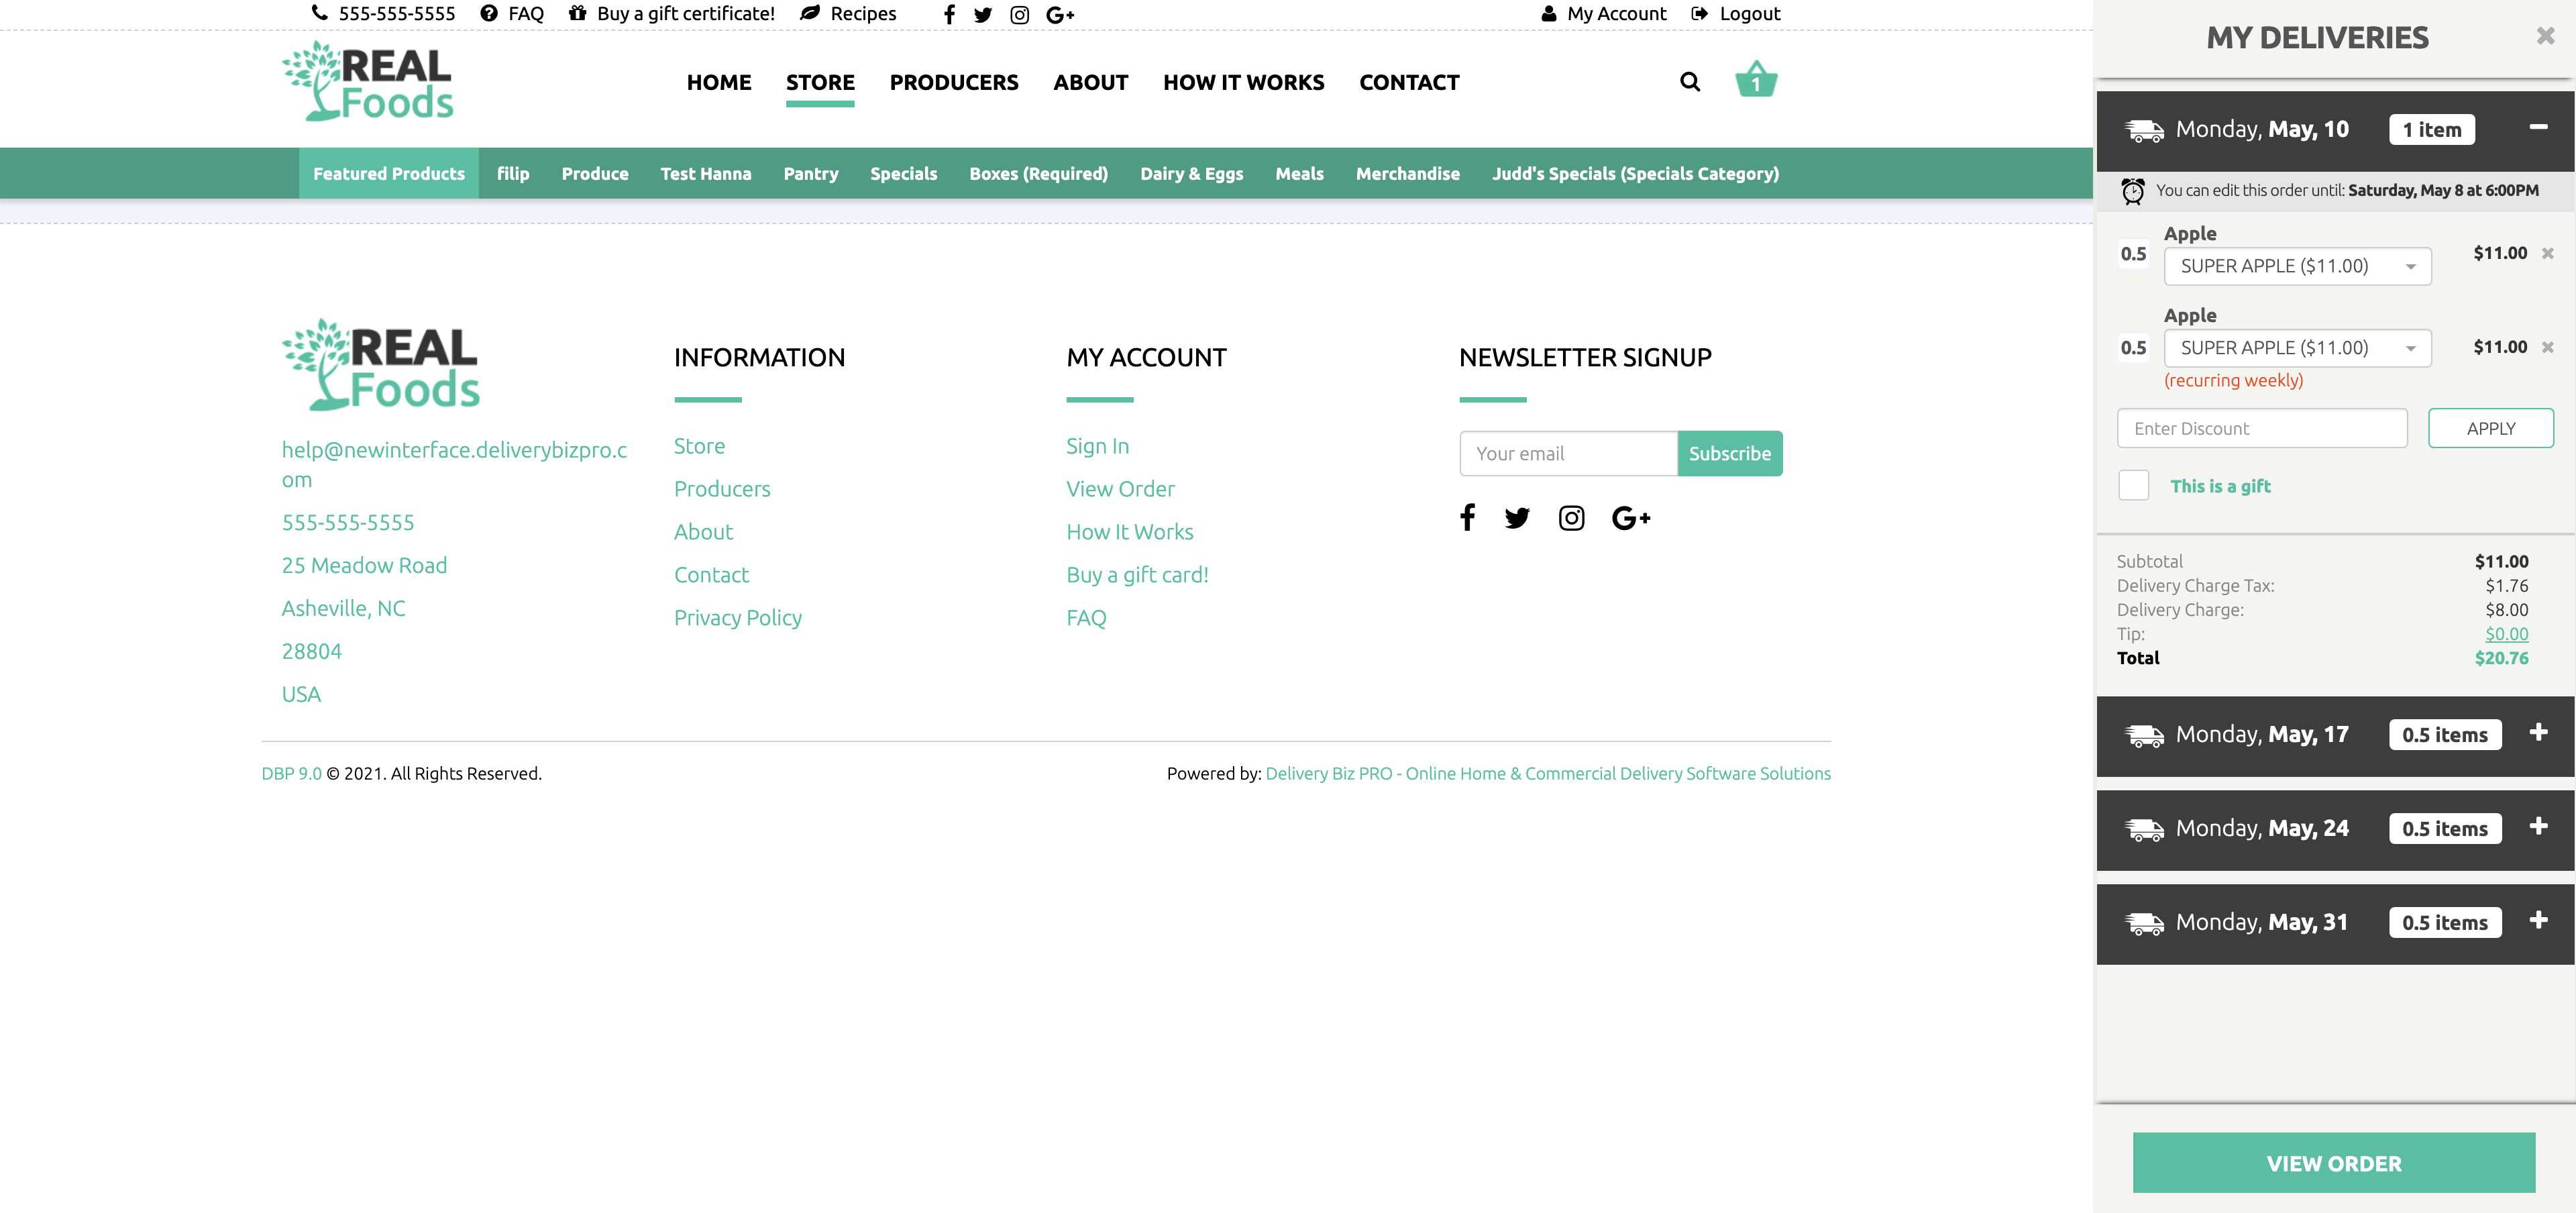 555-555-5555 FAQ Buy a gift certificate! Recipes My Account Logout
REAL
Foods
HOME STORE PRODUCERS ABOUT HOW IT WORKS CONTACT 1
Featured Products filip Produce Test Hanna Pantry Specials Boxes (Required) Dairy & Eggs Meals Merchandise Judd's Specials (Specials Category)
REAL
Foods
help@newinterface.deliverybizpro.c
om
555-555-5555
25 Meadow Road
Asheville, NC
28804
USA
INFORMATION
Store
Producers
About
Contact
Privacy Policy
MY ACCOUNT
Sign In
View Order
How It Works
Buy a gift card!
FAQ
NEWSLETTER SIGNUP
Your email Subscribe
G+
DBP 9.0 © 2021. All Rights Reserved.
Powered by: Delivery Biz PRO - Online Home & Commercial Delivery Software Solutions
MY DELIVERIES
Monday, May, 10 1 item
You can edit this order until: Saturday, May 8 at 6:00PM
Apple
0.5 SUPER APPLE ($11.00) $11.00
Apple
0.5 SUPER APPLE ($11.00) $11.00
(recurring weekly)
Enter Discount APPLY
This is a gift
Subtotal $11.00
Delivery Charge Tax: $1.76
Delivery Charge: $8.00
Tip: $0.00
Total $20.76
Monday, May, 17 0.5 items
Monday, May, 24 0.5 items
Monday, May, 31 0.5 items
VIEW ORDER